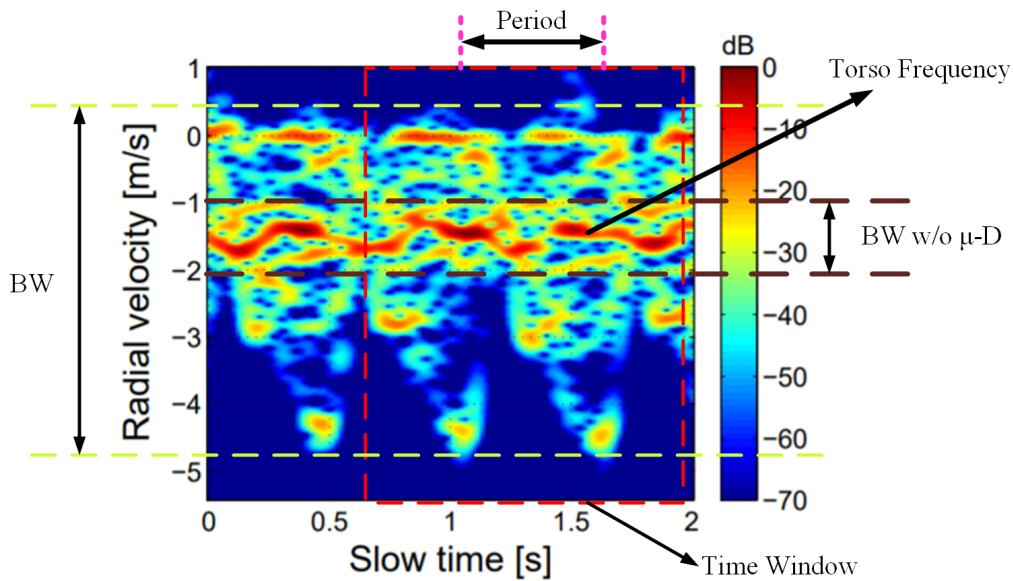 Period
dB
Torso Frequency
1
0
−1
−2
−3
−4
−5
Radial velocity [m/s]
0
−10
−20
−30
−40
−50
−60
−70
BW
BW w/o μ-D
0
0.5
1
1.5
2
Slow time [s]
Time Window